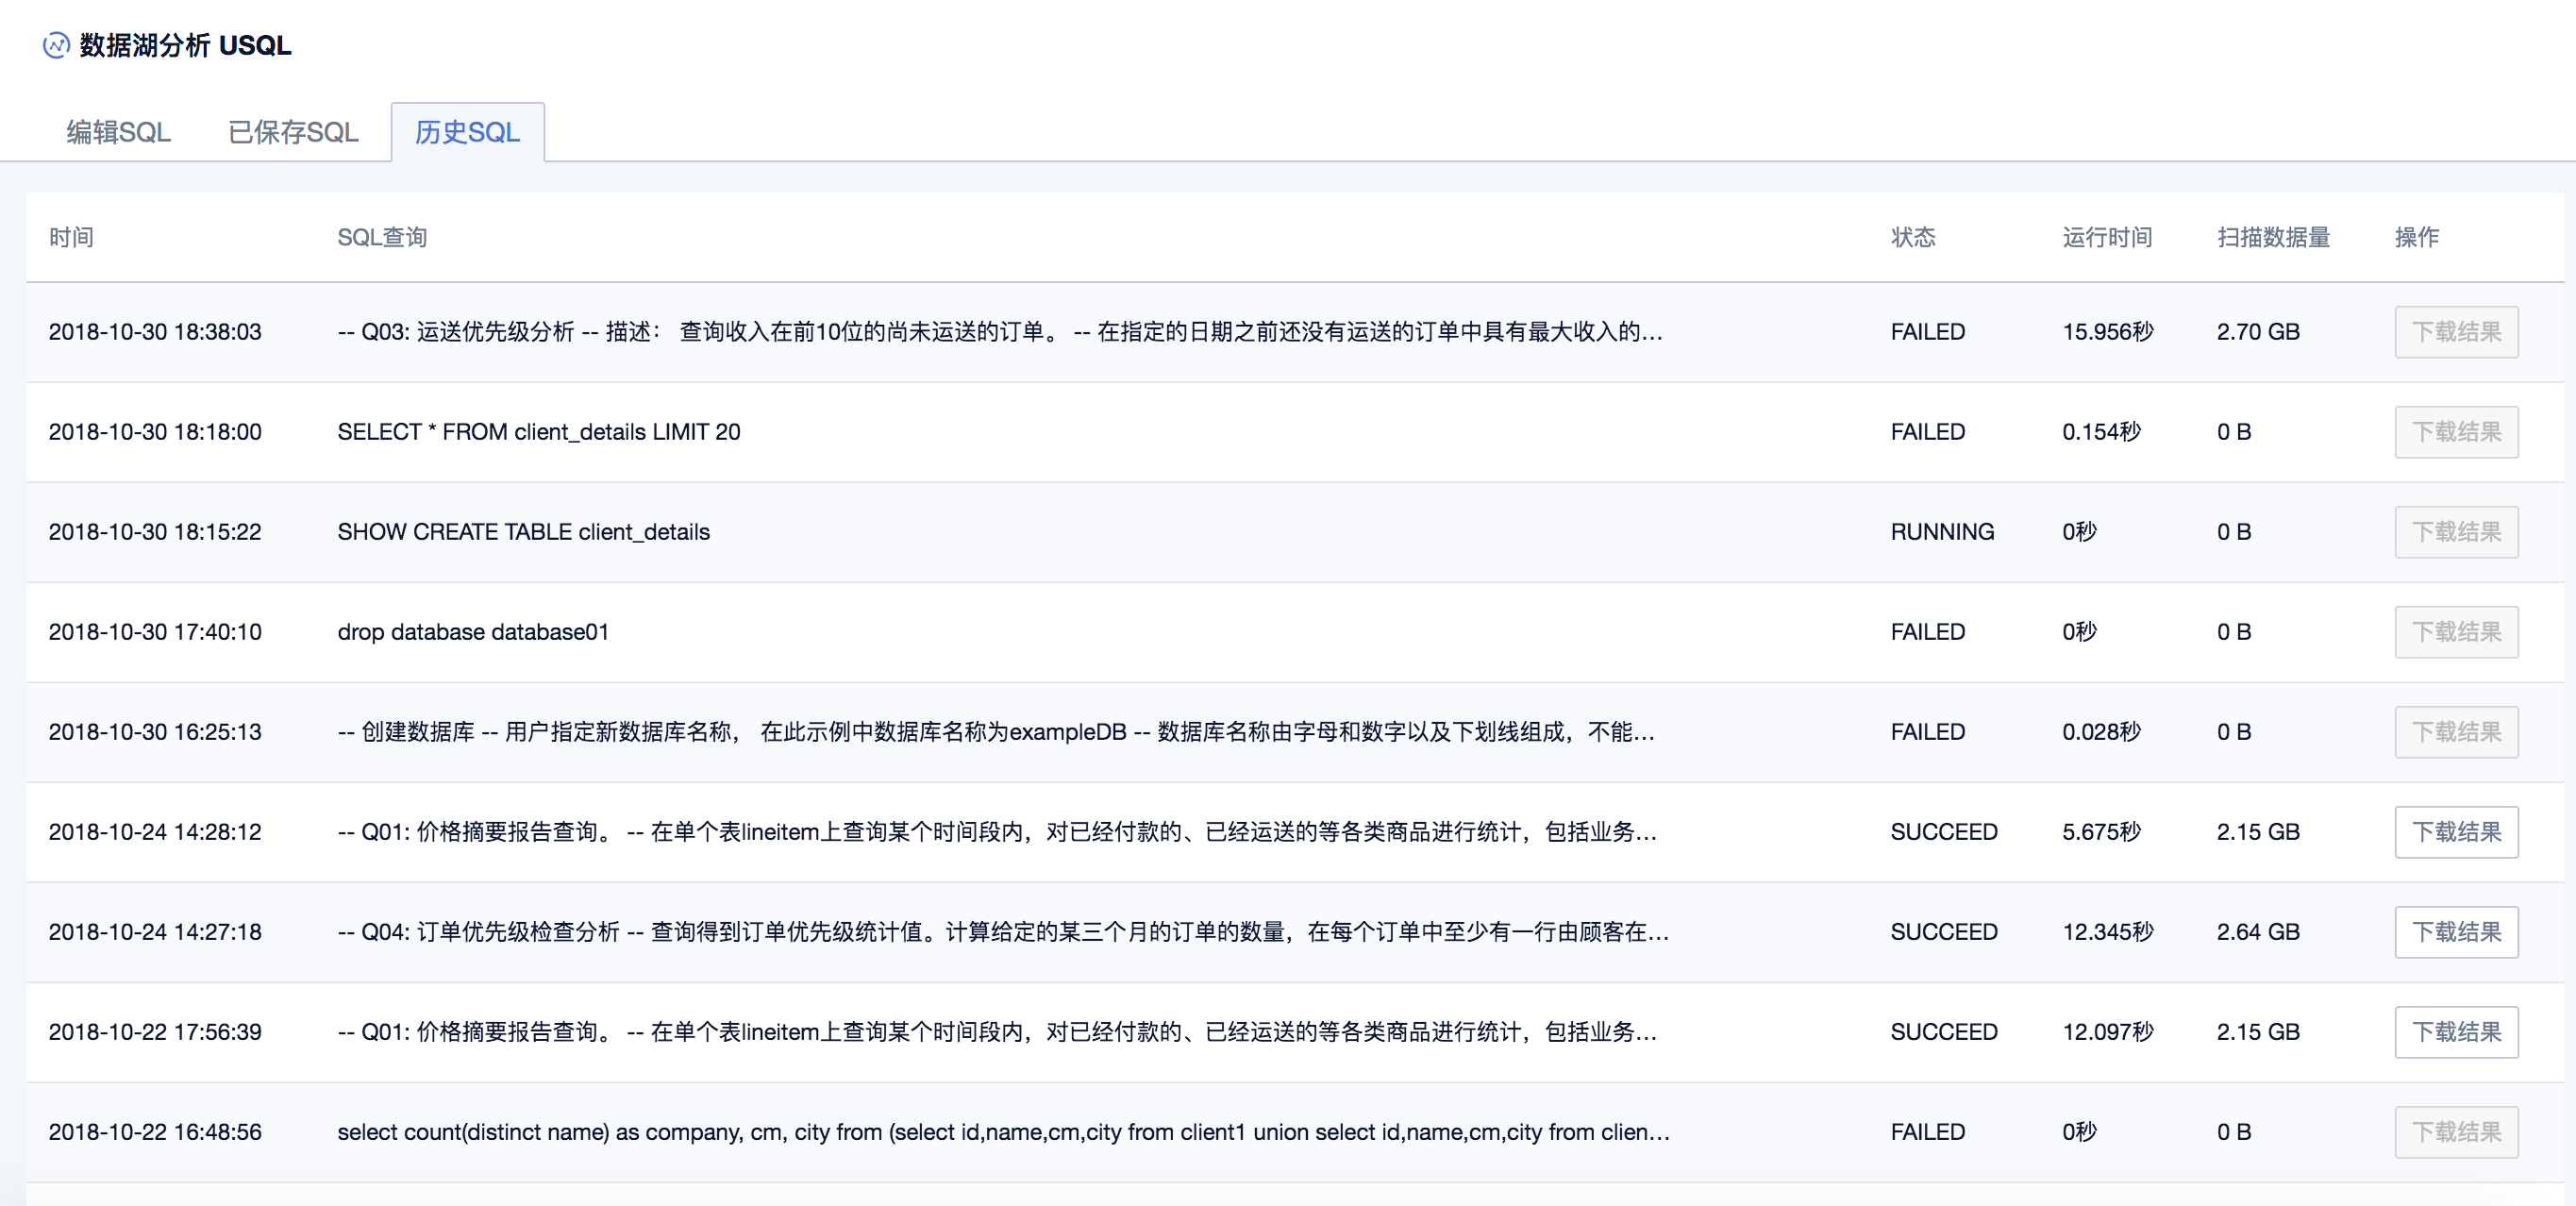 数据湖分析 USQL
编辑SQL 已保存SQL 历史SQL
时间 SQL查询 状态 运行时间 扫描数据量 操作
2018-10-30 18:38:03 -- Q03: 运送优先级分析 -- 描述： 查询收入在前10位的尚未运送的订单。 -- 在指定的日期之前还没有运送的订单中具有最大收入的... FAILED 15.956秒 2.70 GB 下载结果
2018-10-30 18:18:00 SELECT * FROM client_details LIMIT 20 FAILED 0.154秒 0 B 下载结果
2018-10-30 18:15:22 SHOW CREATE TABLE client_details RUNNING 0秒 0 B 下载结果
2018-10-30 17:40:10 drop database database01 FAILED 0秒 0 B 下载结果
2018-10-30 16:25:13 -- 创建数据库 -- 用户指定新数据库名称， 在此示例中数据库名称为exampleDB -- 数据库名称由字母和数字以及下划线组成，不能... FAILED 0.028秒 0 B 下载结果
2018-10-24 14:28:12 -- Q01: 价格摘要报告查询。 -- 在单个表lineitem上查询某个时间段内，对已经付款的、已经运送的等各类商品进行统计，包括业务... SUCCEED 5.675秒 2.15 GB 下载结果
2018-10-24 14:27:18 -- Q04: 订单优先级检查分析 -- 查询得到订单优先级统计值。计算给定的某三个月的订单的数量，在每个订单中至少有一行由顾客在... SUCCEED 12.345秒 2.64 GB 下载结果
2018-10-22 17:56:39 -- Q01: 价格摘要报告查询。 -- 在单个表lineitem上查询某个时间段内，对已经付款的、已经运送的等各类商品进行统计，包括业务... SUCCEED 12.097秒 2.15 GB 下载结果
2018-10-22 16:48:56 select count(distinct name) as company, cm, city from (select id,name,cm,city from client1 union select id,name,cm,city from clien... FAILED 0秒 0 B 下载结果